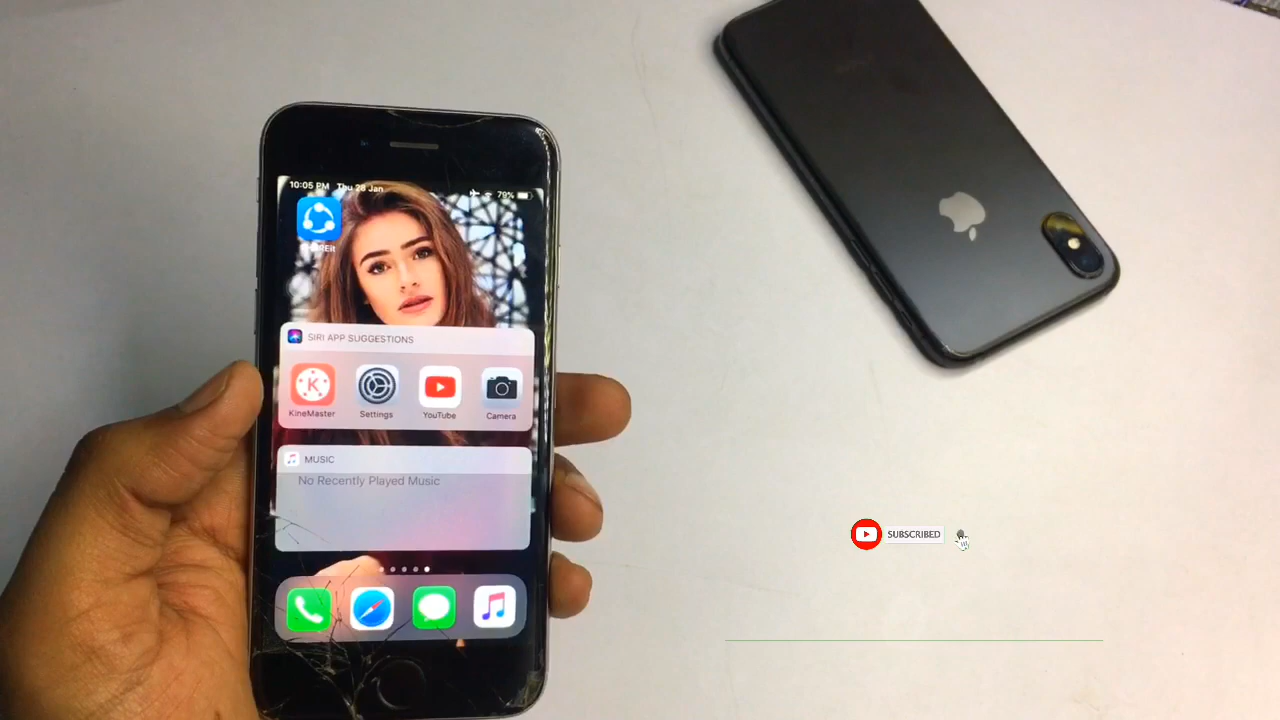 10:05 PM Thu 28 Jan
79%
SIRI APP SUGGESTIONS
K
KineMaster
Settings
YouTube
Camera
MUSIC
No Recently Played Music
SUBSCRIBED